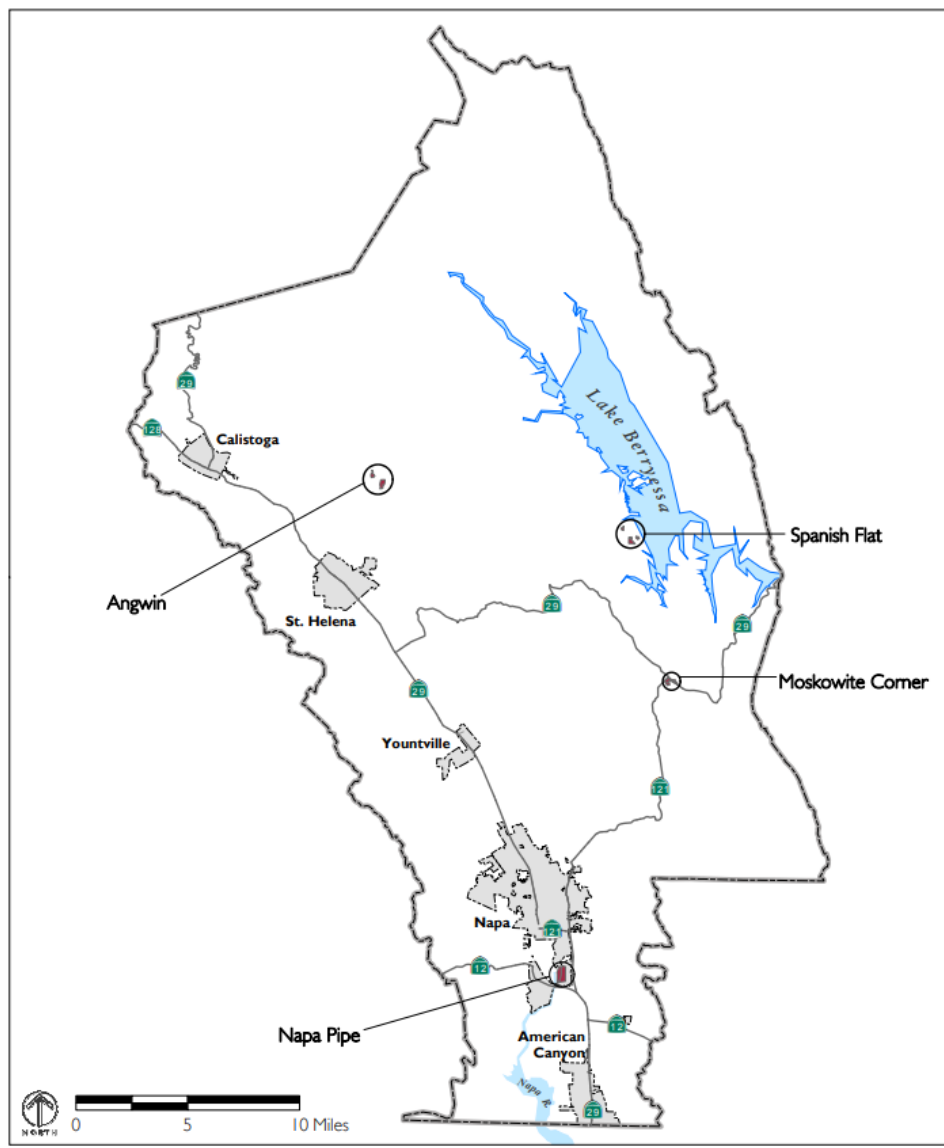 29
128
Calistoga
Lake Berryessa
Spanish Flat
Angwin
St. Helena
29
29
Moskowite Corner
29
Yountville
121
Napa
121
12
Napa Pipe
American
Canyon
12
Napa R.
29
NORTH
0 5 10 Miles